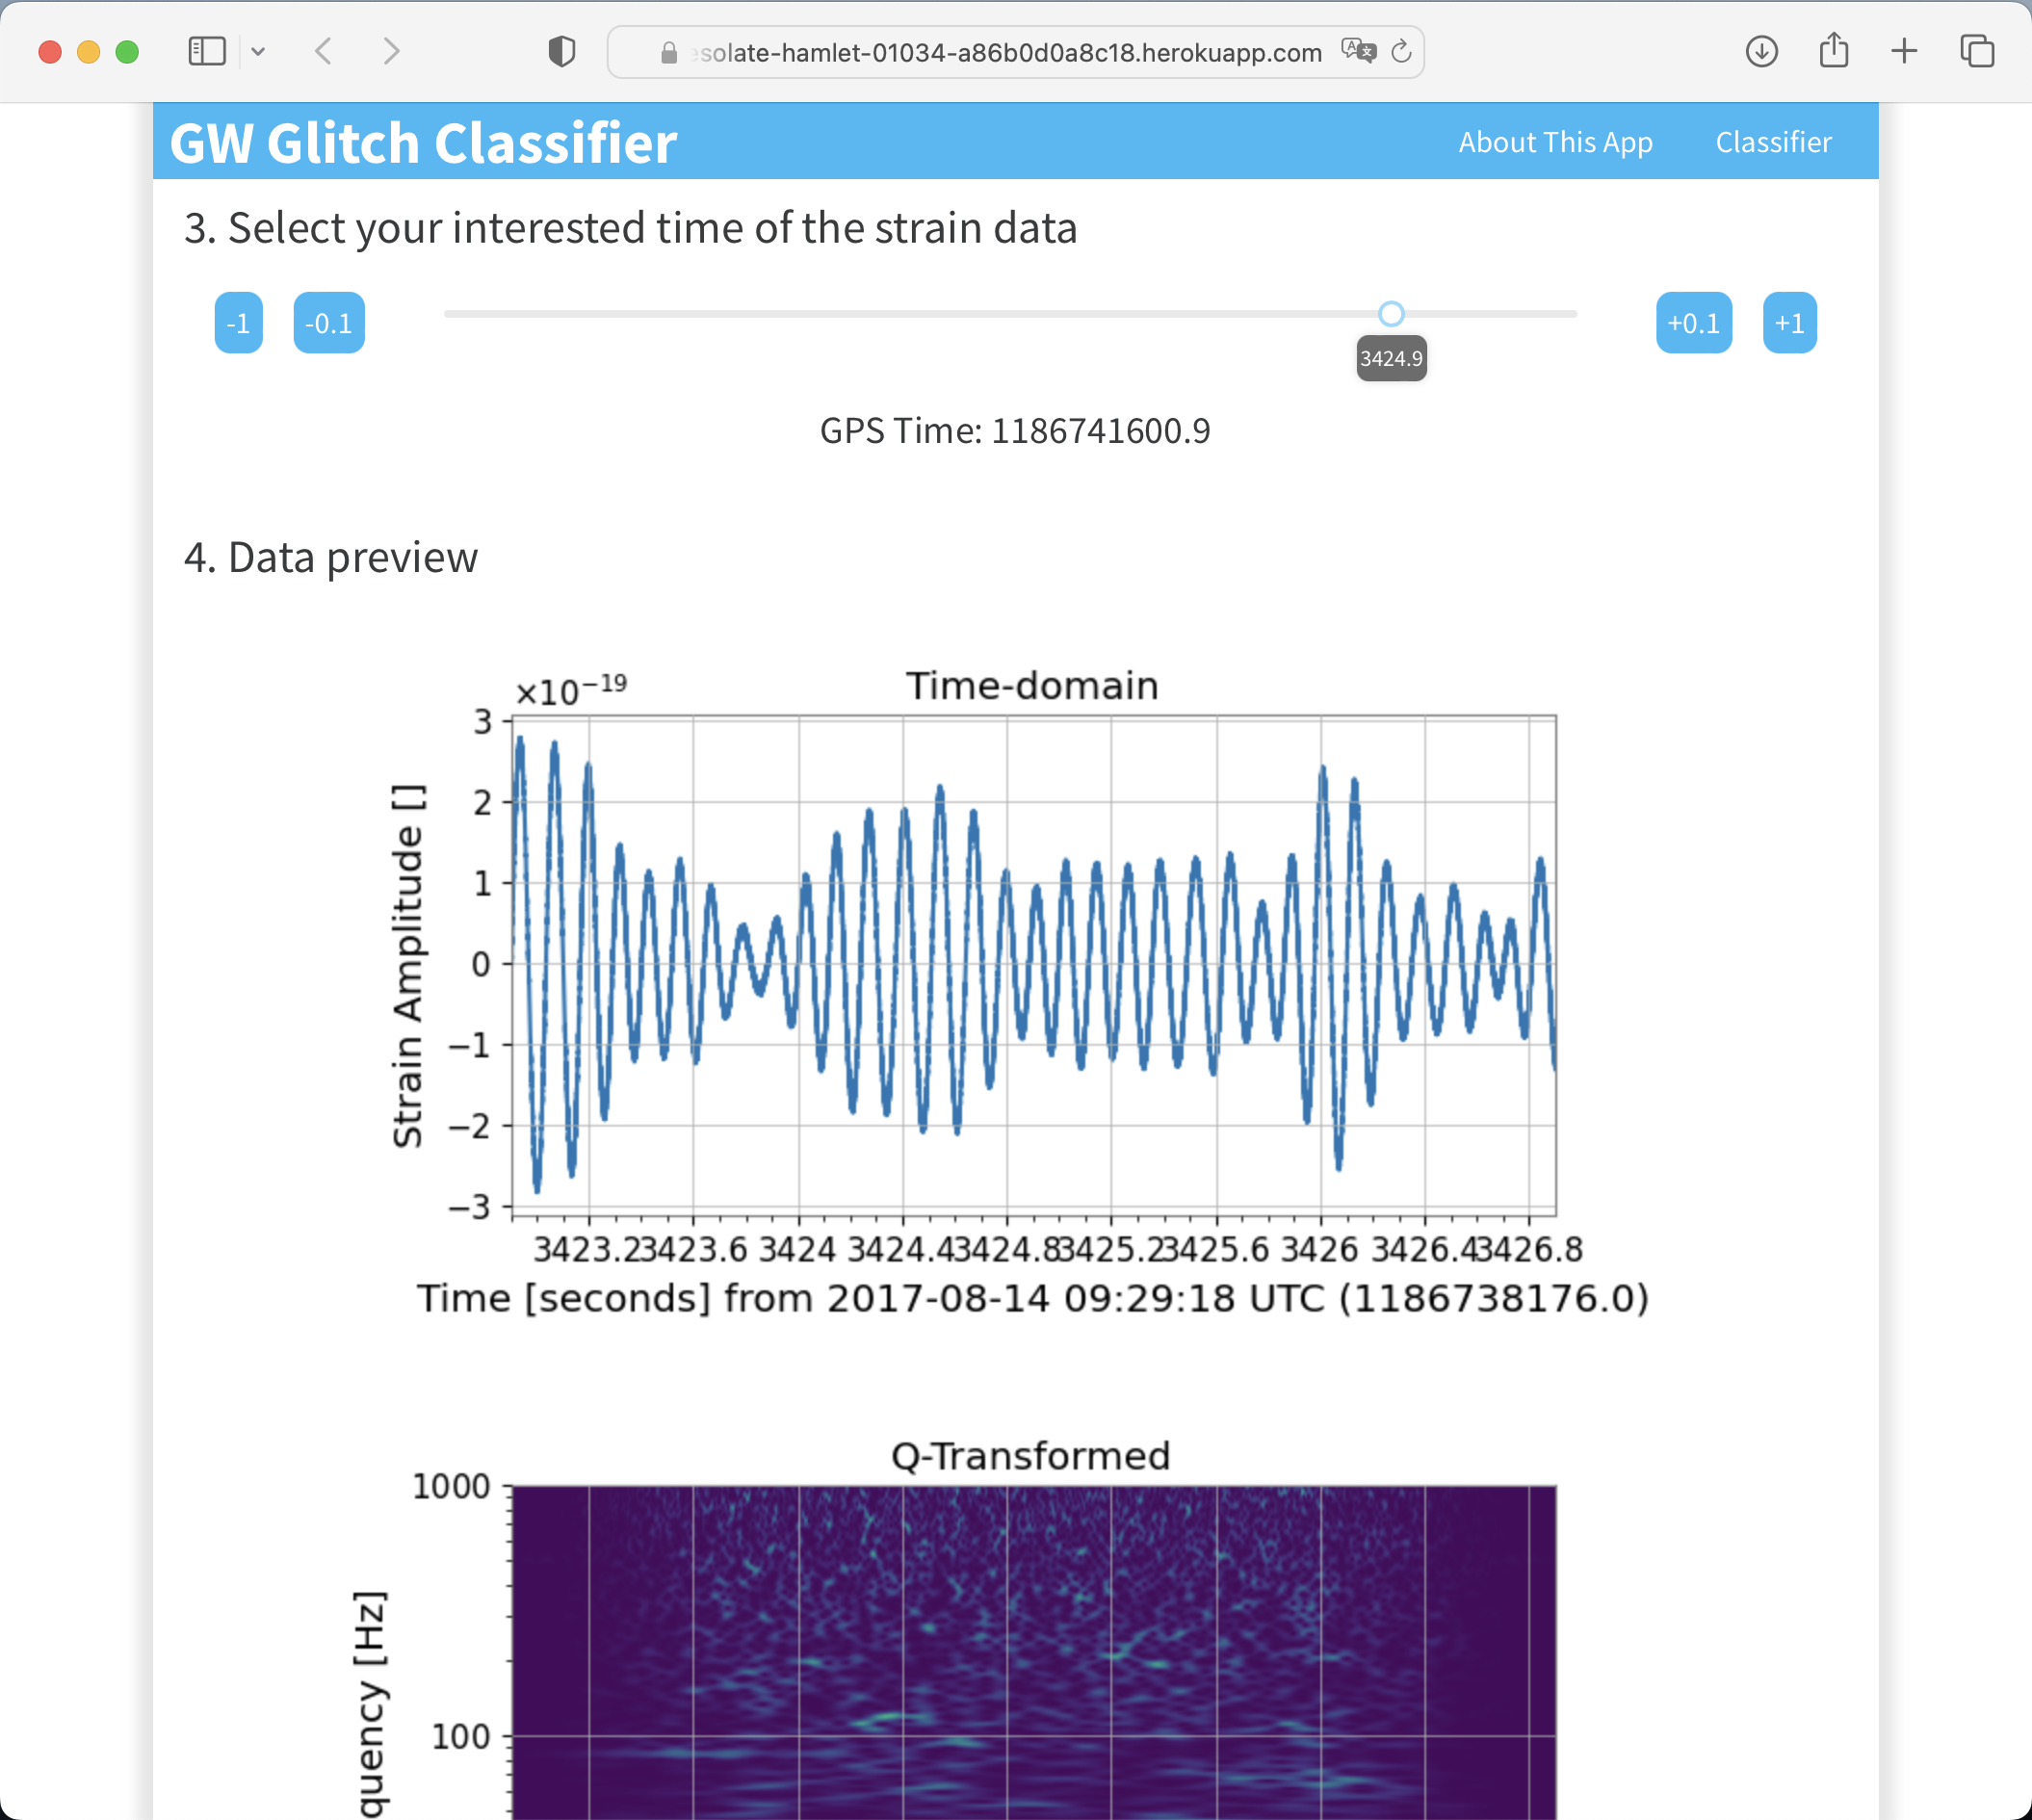 esolate-hamlet-01034-a86b0d0a8c18.herokuapp.com
GW Glitch Classifier
About This App
Classifier
3. Select your interested time of the strain data
-1
-0.1
+0.1
+1
3424.9
GPS Time: 1186741600.9
4. Data preview
×10−19
Time-domain
3
2
1
0
−1
−2
−3
Strain Amplitude []
3423.2 3423.6 3424 3424.4 3424.8 3425.2 3425.6 3426 3426.4 3426.8
Time [seconds] from 2017-08-14 09:29:18 UTC (1186738176.0)
Q-Transformed
1000
100
quency [Hz]